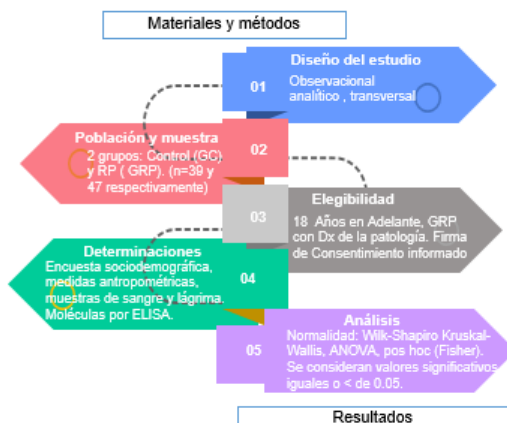 Materiales y métodos
01
Diseño del estudio
Observacional
analítico , transversal
Población y muestra
2 grupos: Control (GC)
y RP ( GRP). (n=39 y
47 respectivamente)
02
03
Elegibilidad
18 Años en Adelante, GRP
con Dx de la patología. Firma
de Consentimiento informado
Determinaciones
Encuesta sociodemográfica,
medidas antropométricas,
muestras de sangre y lágrima.
Moléculas por ELISA.
04
05
Análisis
Normalidad: Wilk-Shapiro Kruskal-
Wallis, ANOVA, pos hoc (Fisher).
Se consideran valores significativos
iguales o < de 0.05.
Resultados